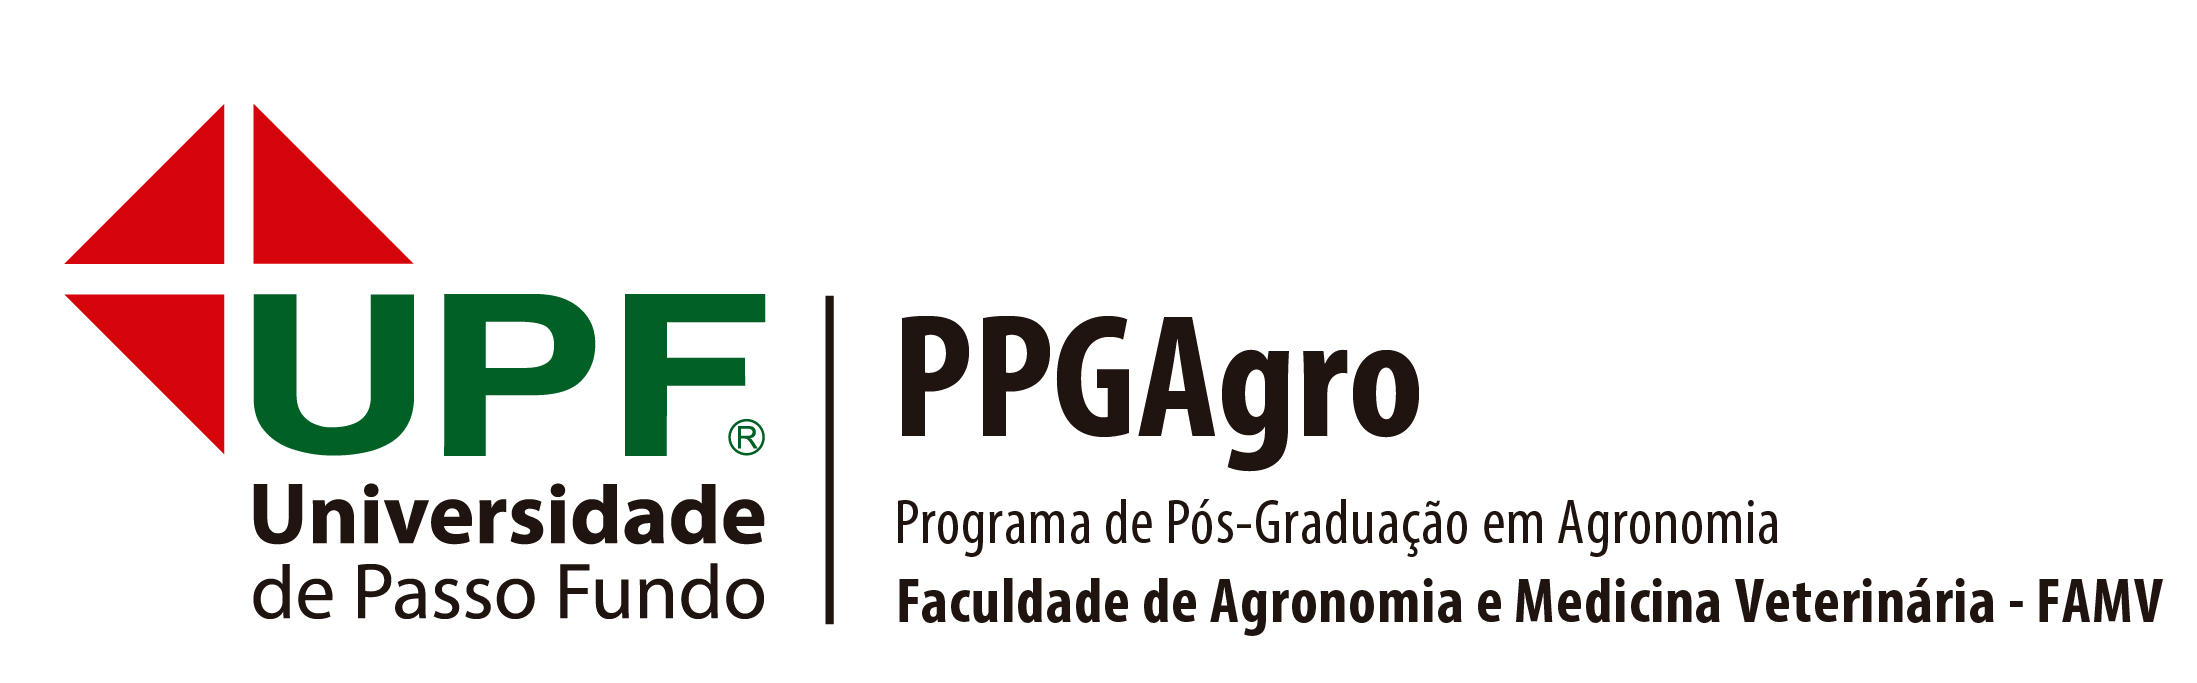 UPF®
Universidade
de Passo Fundo
PPGAgro
Programa de Pós-Graduação em Agronomia
Faculdade de Agronomia e Medicina Veterinária - FAMV